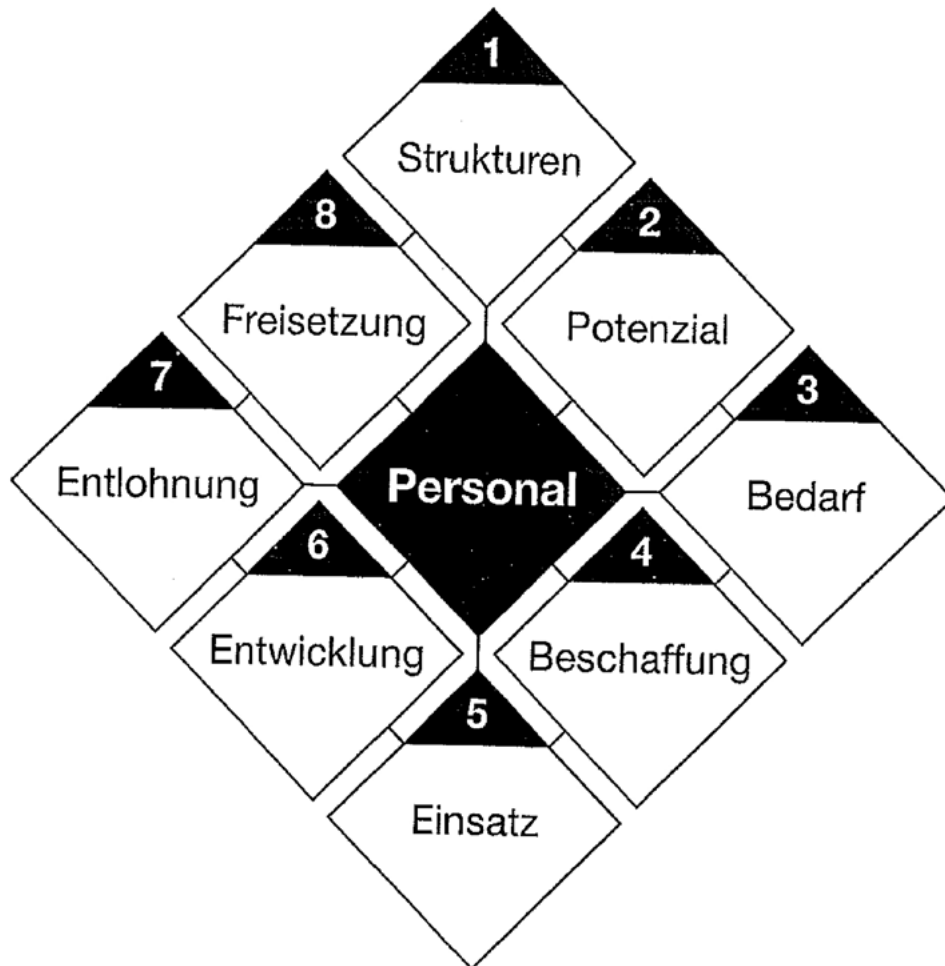 1
Strukturen
2
Potenzial
3
Bedarf
4
Beschaffung
5
Einsatz
6
Entwicklung
7
Entlohnung
8
Freisetzung
Personal